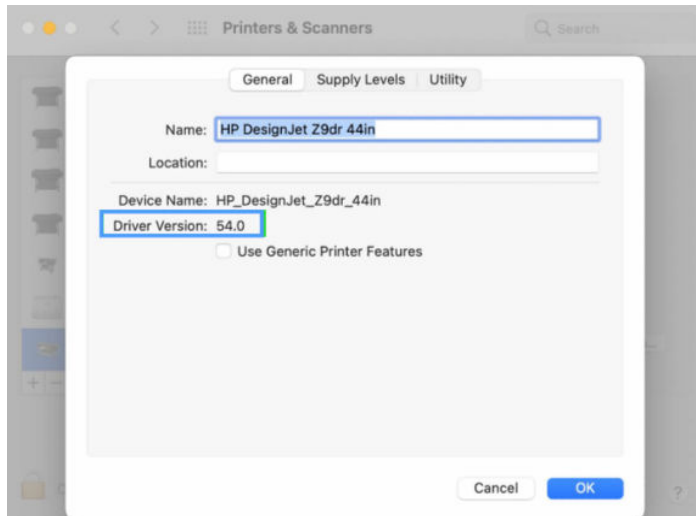 Printers & Scanners
Search
General Supply Levels Utility
Name: HP DesignJet Z9dr 44in
Location:
Device Name: HP_DesignJet_Z9dr_44in
Driver Version: 54.0
Use Generic Printer Features
+ −
Cancel OK
?